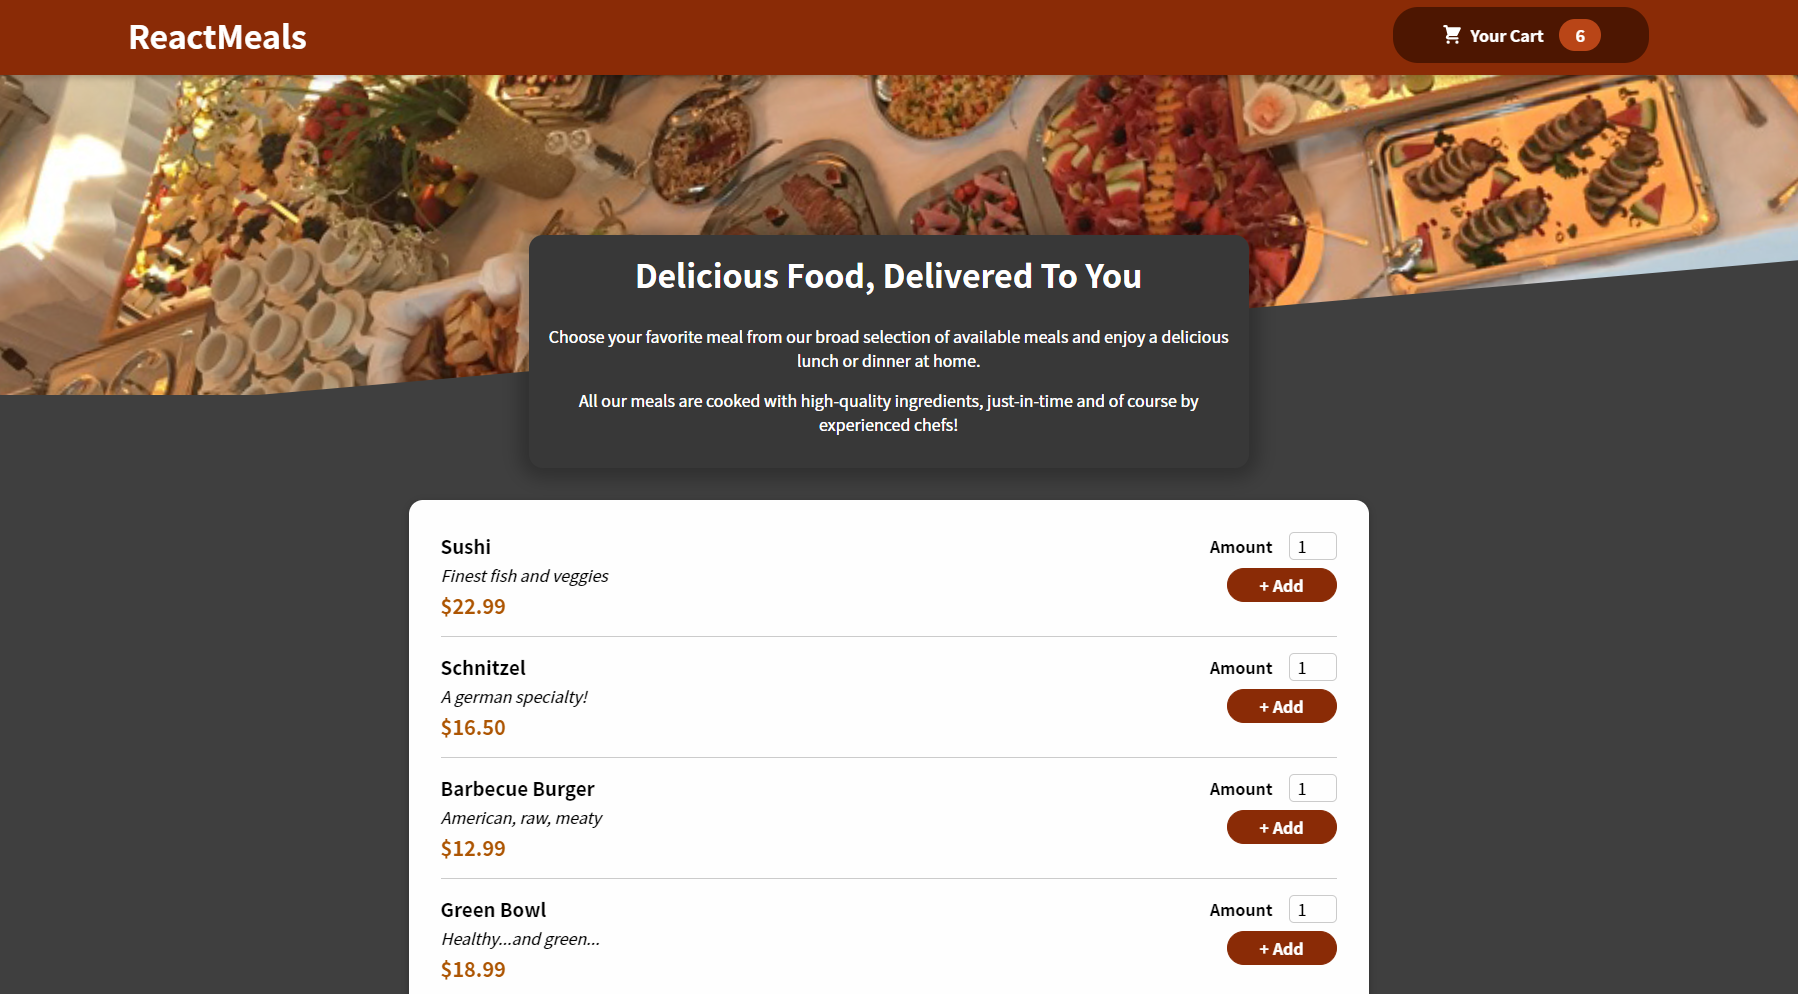 ReactMeals
Your Cart 6
Delicious Food, Delivered To You
Choose your favorite meal from our broad selection of available meals and enjoy a delicious
lunch or dinner at home.
All our meals are cooked with high-quality ingredients, just-in-time and of course by
experienced chefs!
Sushi
Finest fish and veggies
$22.99
Amount 1
+ Add
Schnitzel
A german specialty!
$16.50
Amount 1
+ Add
Barbecue Burger
American, raw, meaty
$12.99
Amount 1
+ Add
Green Bowl
Healthy...and green...
$18.99
Amount 1
+ Add